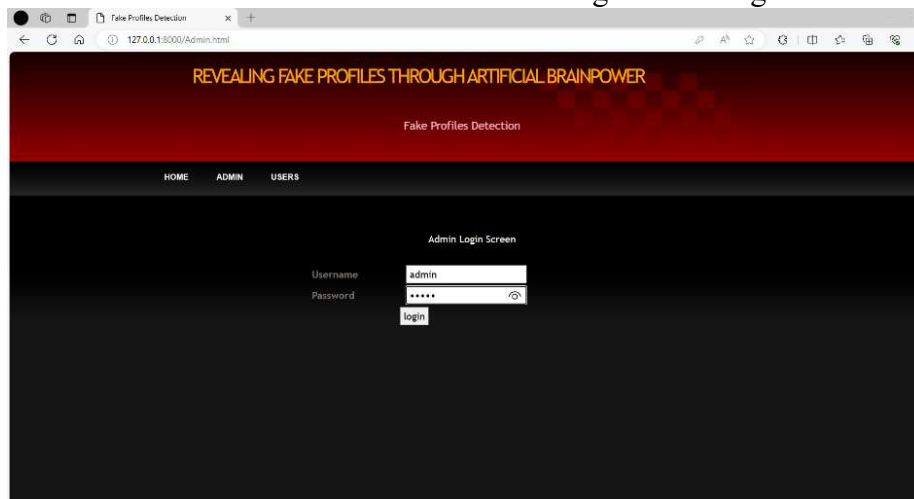 Fake Profiles Detection
127.0.0.1:8000/Admin.html
REVEALING FAKE PROFILES THROUGH ARTIFICIAL BRAINPOWER
Fake Profiles Detection
HOME ADMIN USERS
Admin Login Screen
Username admin
Password •••••
login